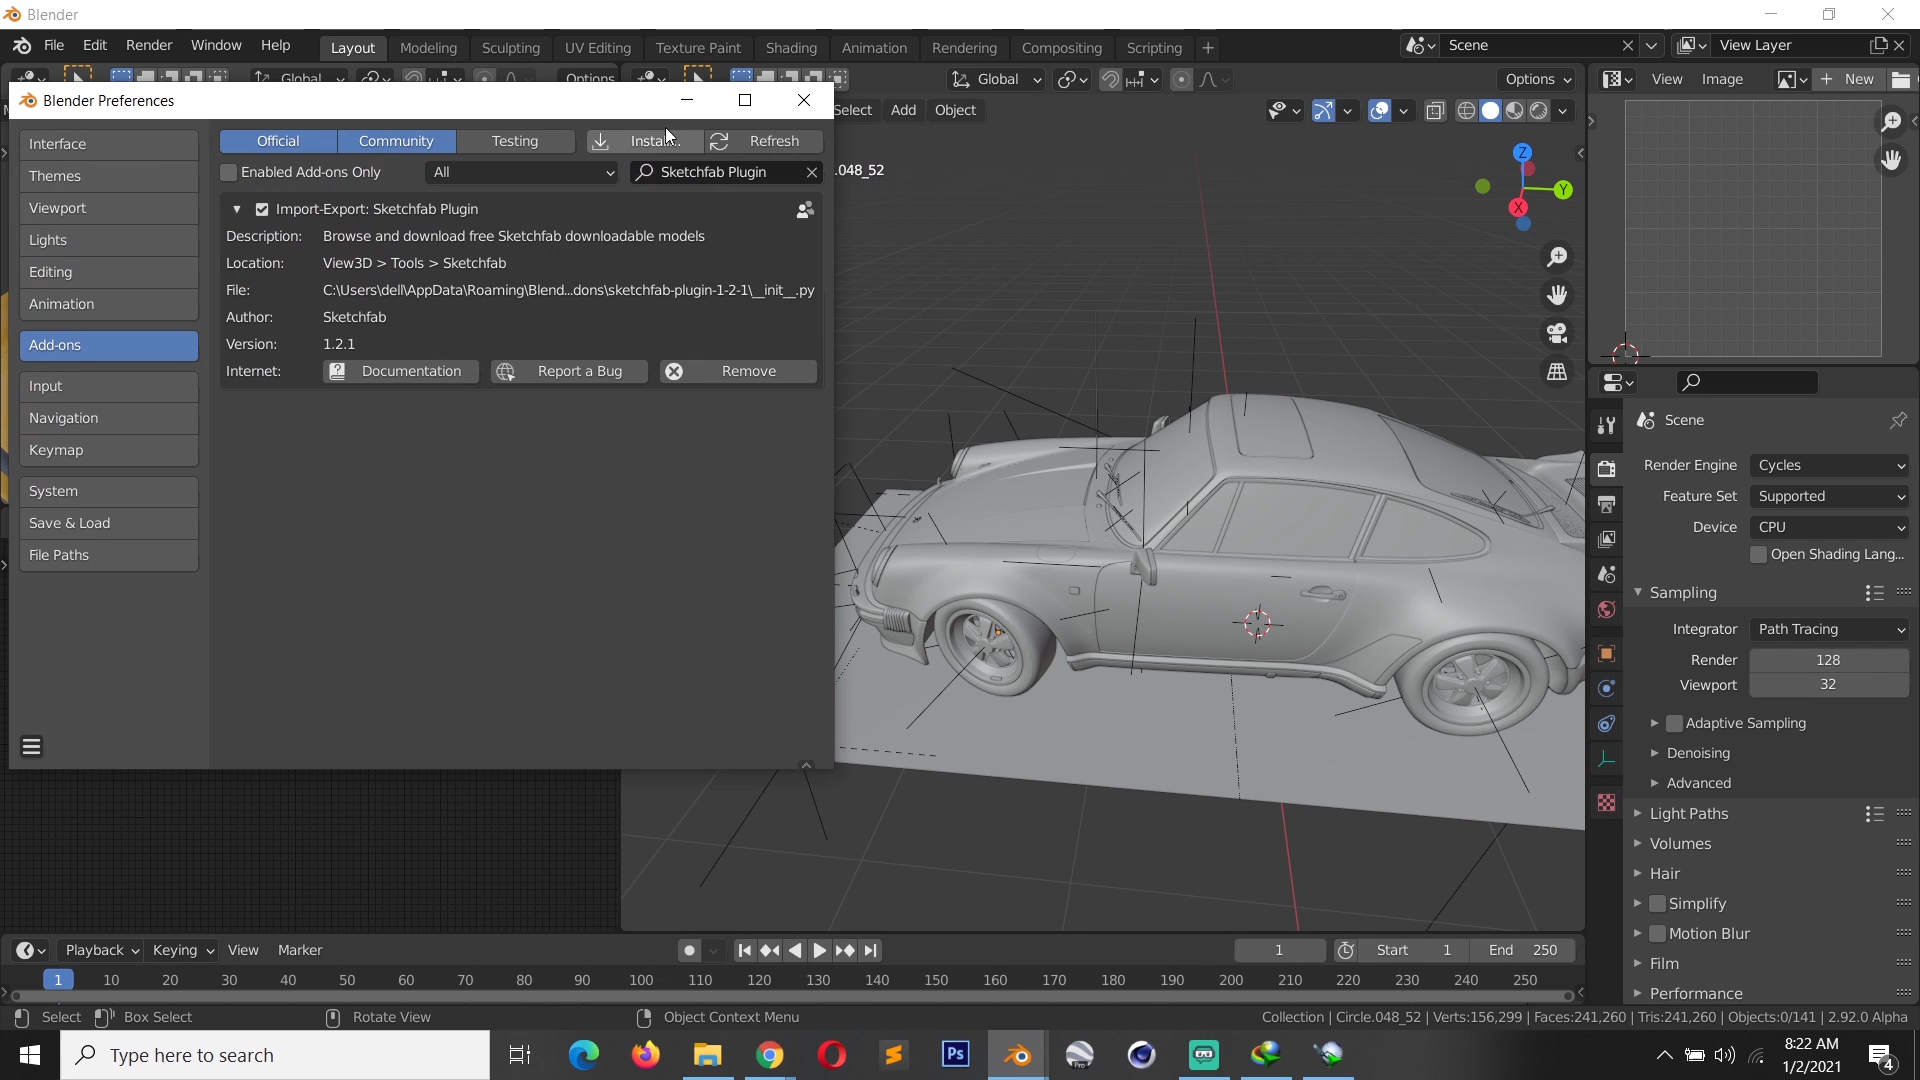 Blender
File Edit Render Window Help Layout Modeling Sculpting UV Editing Texture Paint Shading Animation Rendering Compositing Scripting + Scene View Layer
Global Options Global Options View Image New
Blender Preferences
Select Add Object
Interface
Themes
Viewport
Lights
Editing
Animation
Add-ons
Input
Navigation
Keymap
System
Save & Load
File Paths
Official Community Testing Install... Refresh
Enabled Add-ons Only All Sketchfab Plugin
Import-Export: Sketchfab Plugin
Description: Browse and download free Sketchfab downloadable models
Location: View3D > Tools > Sketchfab
File: C:\Users\dell\AppData\Roaming\Blend...dons\sketchfab-plugin-1-2-1\__init__.py
Author: Sketchfab
Version: 1.2.1
Internet: Documentation Report a Bug Remove
.048_52
Z
Y
X
Scene
Render Engine Cycles
Feature Set Supported
Device CPU
Open Shading Lang...
Sampling
Integrator Path Tracing
Render 128
Viewport 32
Adaptive Sampling
Denoising
Advanced
Light Paths
Volumes
Hair
Simplify
Motion Blur
Film
Performance
Playback Keying View Marker 1 Start 1 End 250
1 10 20 30 40 50 60 70 80 90 100 110 120 130 140 150 160 170 180 190 200 210 220 230 240 250
Select Box Select Rotate View Object Context Menu Collection | Circle.048_52 | Verts:156,299 | Faces:241,260 | Tris:241,260 | Objects:0/141 | 2.92.0 Alpha
Type here to search Ps Pro 8:22 AM
1/2/2021 4